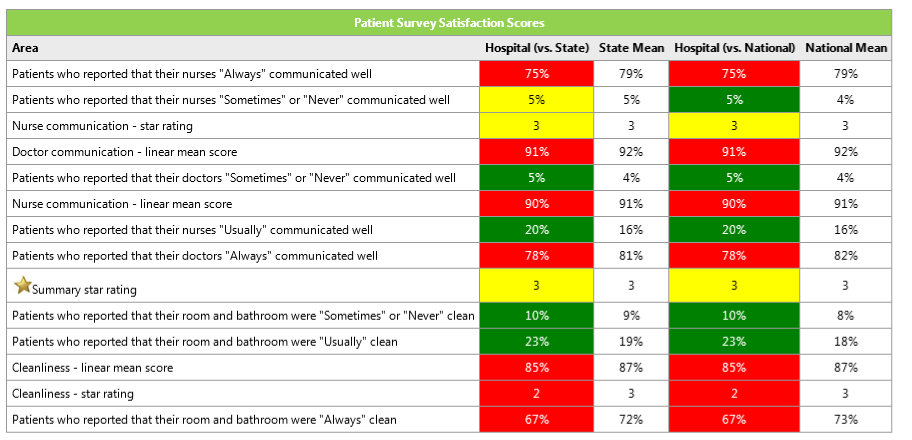 Patient Survey Satisfaction Scores
Area Hospital (vs. State) State Mean Hospital (vs. National) National Mean
Patients who reported that their nurses "Always" communicated well 75% 79% 75% 79%
Patients who reported that their nurses "Sometimes" or "Never" communicated well 5% 5% 5% 4%
Nurse communication - star rating 3 3 3 3
Doctor communication - linear mean score 91% 92% 91% 92%
Patients who reported that their doctors "Sometimes" or "Never" communicated well 5% 4% 5% 4%
Nurse communication - linear mean score 90% 91% 90% 91%
Patients who reported that their nurses "Usually" communicated well 20% 16% 20% 16%
Patients who reported that their doctors "Always" communicated well 78% 81% 78% 82%
Summary star rating 3 3 3 3
Patients who reported that their room and bathroom were "Sometimes" or "Never" clean 10% 9% 10% 8%
Patients who reported that their room and bathroom were "Usually" clean 23% 19% 23% 18%
Cleanliness - linear mean score 85% 87% 85% 87%
Cleanliness - star rating 2 3 2 3
Patients who reported that their room and bathroom were "Always" clean 67% 72% 67% 73%